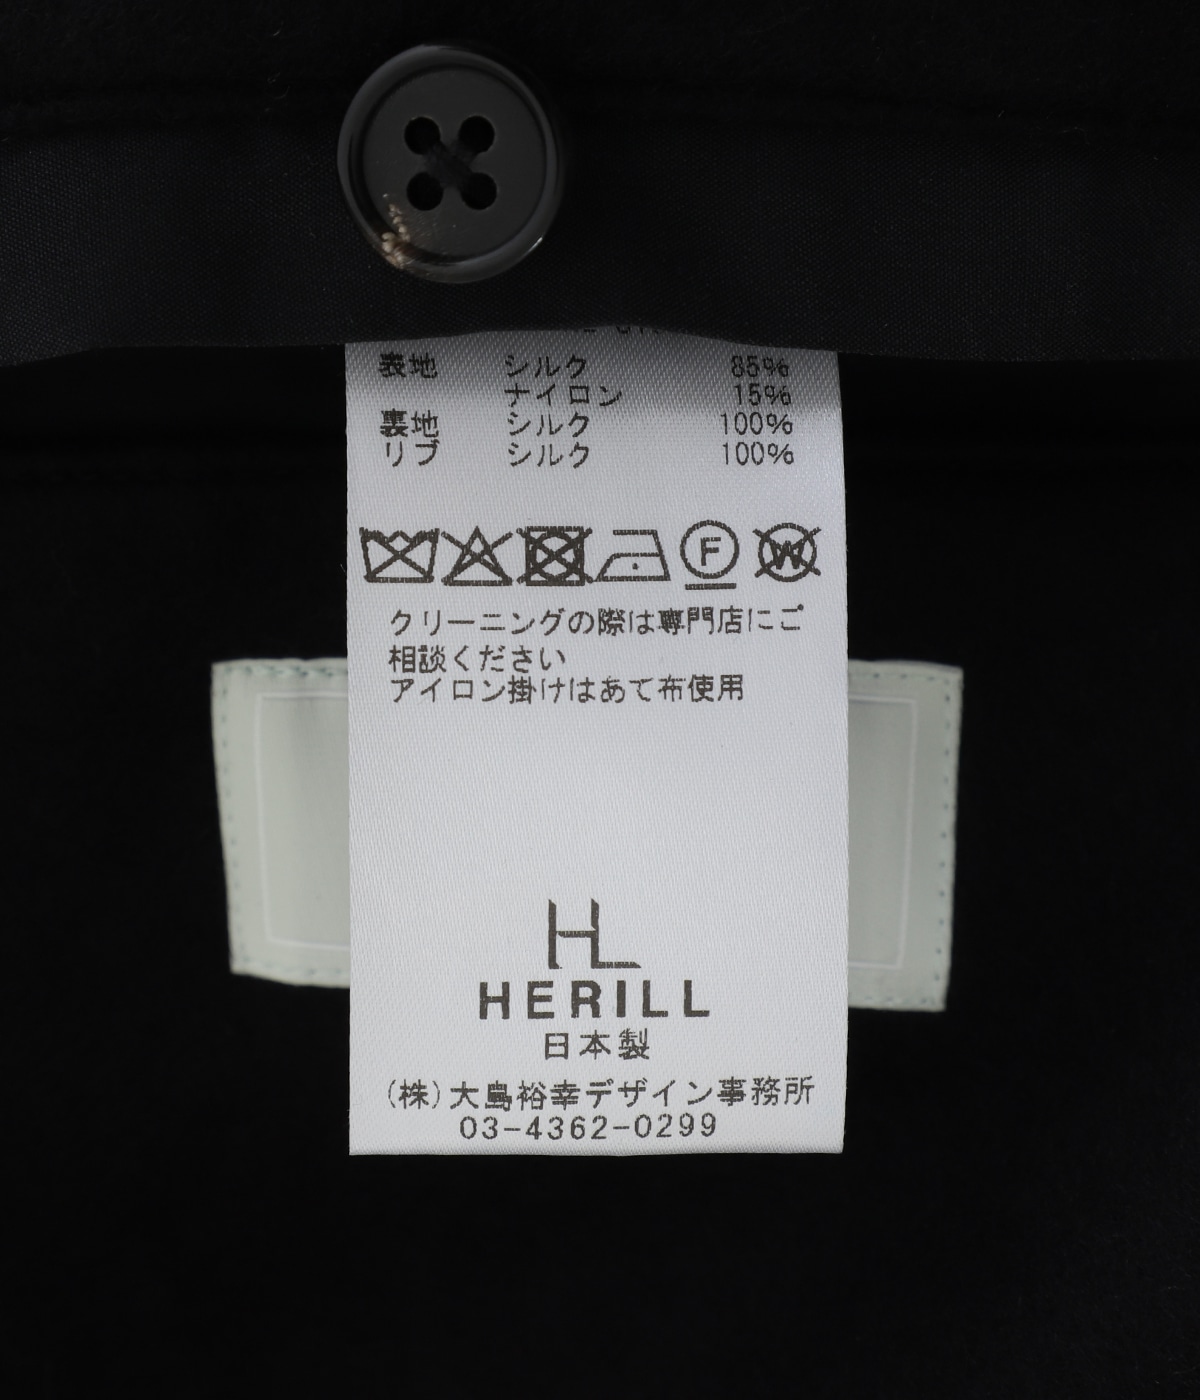 表地 シルク 85%
ナイロン 15%
裏地 シルク 100%
リブ シルク 100%
F W
クリーニングの際は専門店にご
相談ください
アイロン掛けはあて布使用
HL
HERILL
日本製
(株)大島裕幸デザイン事務所
03-4362-0299